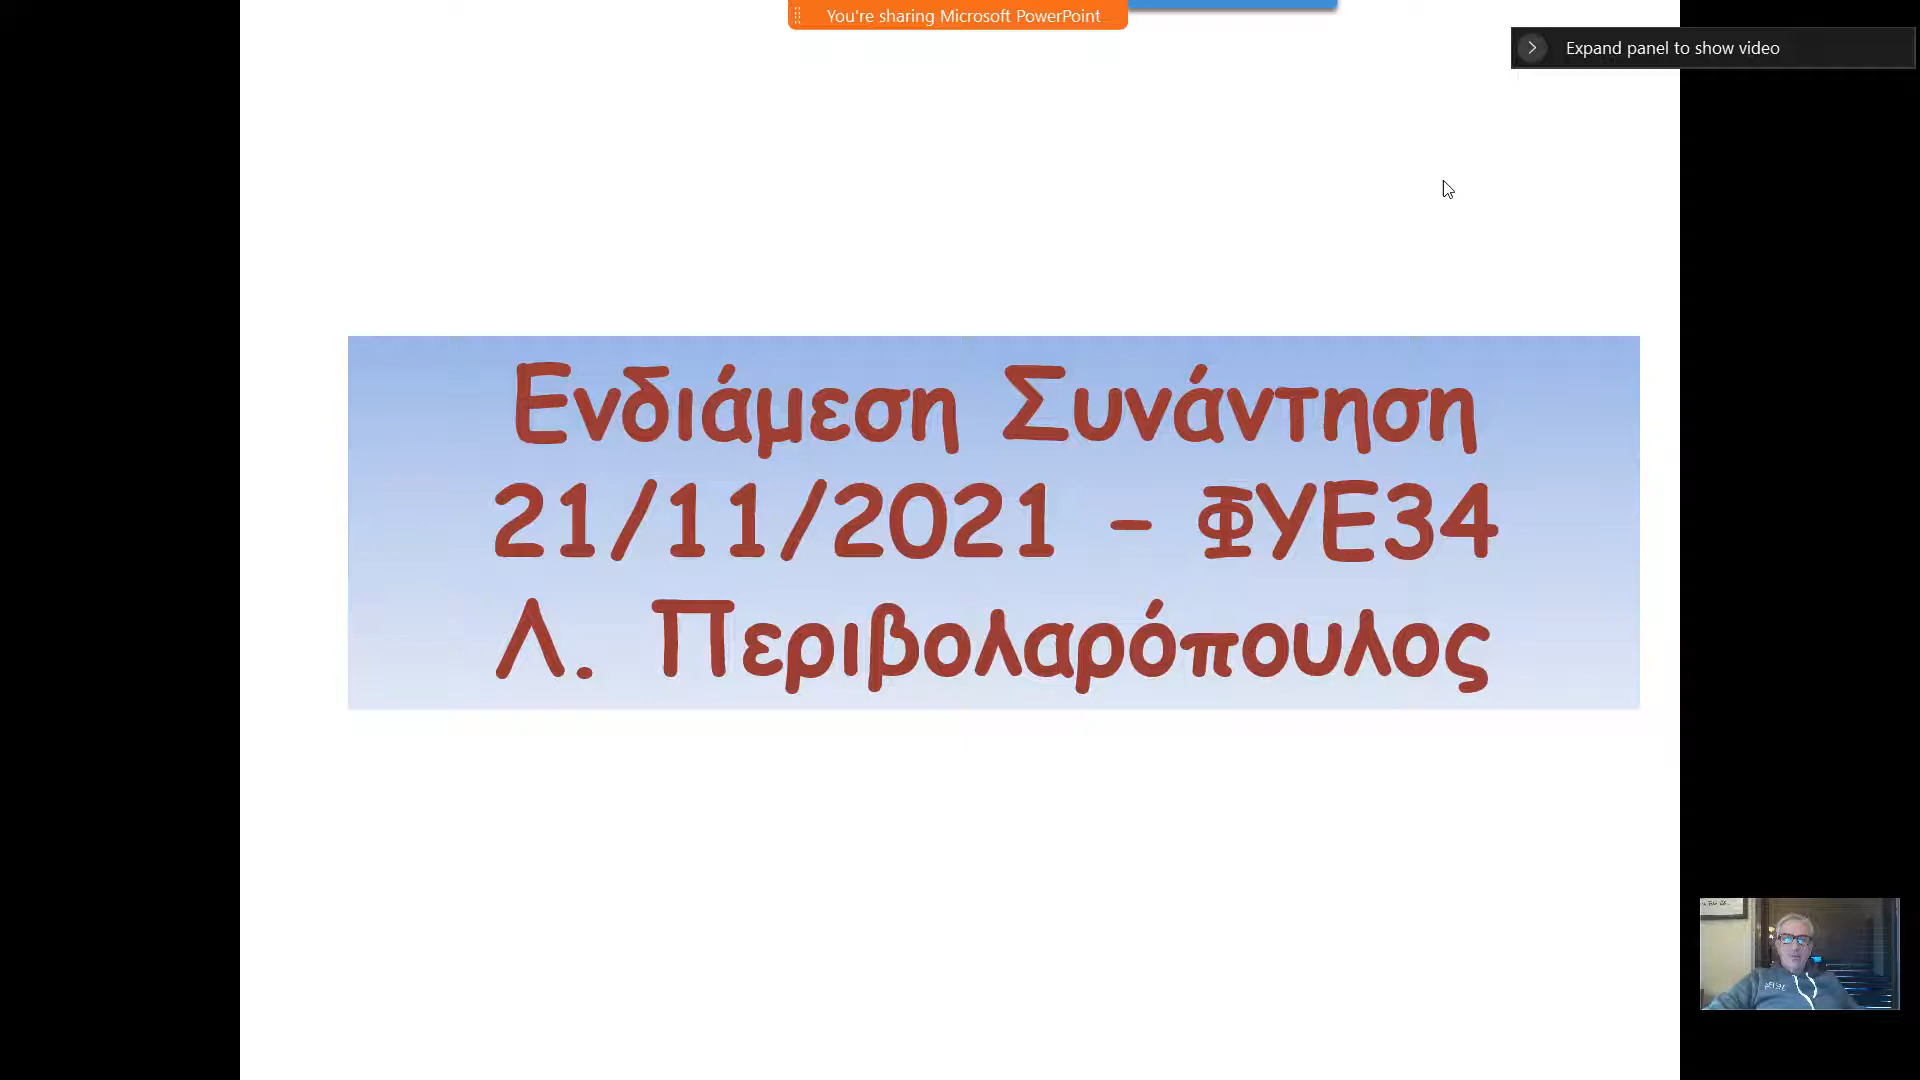 You're sharing Microsoft PowerPoint
Expand panel to show video
Ενδιάμεση Συνάντηση
21/11/2021 - ΦΥΕ34
Λ. Περιβολαρόπουλος